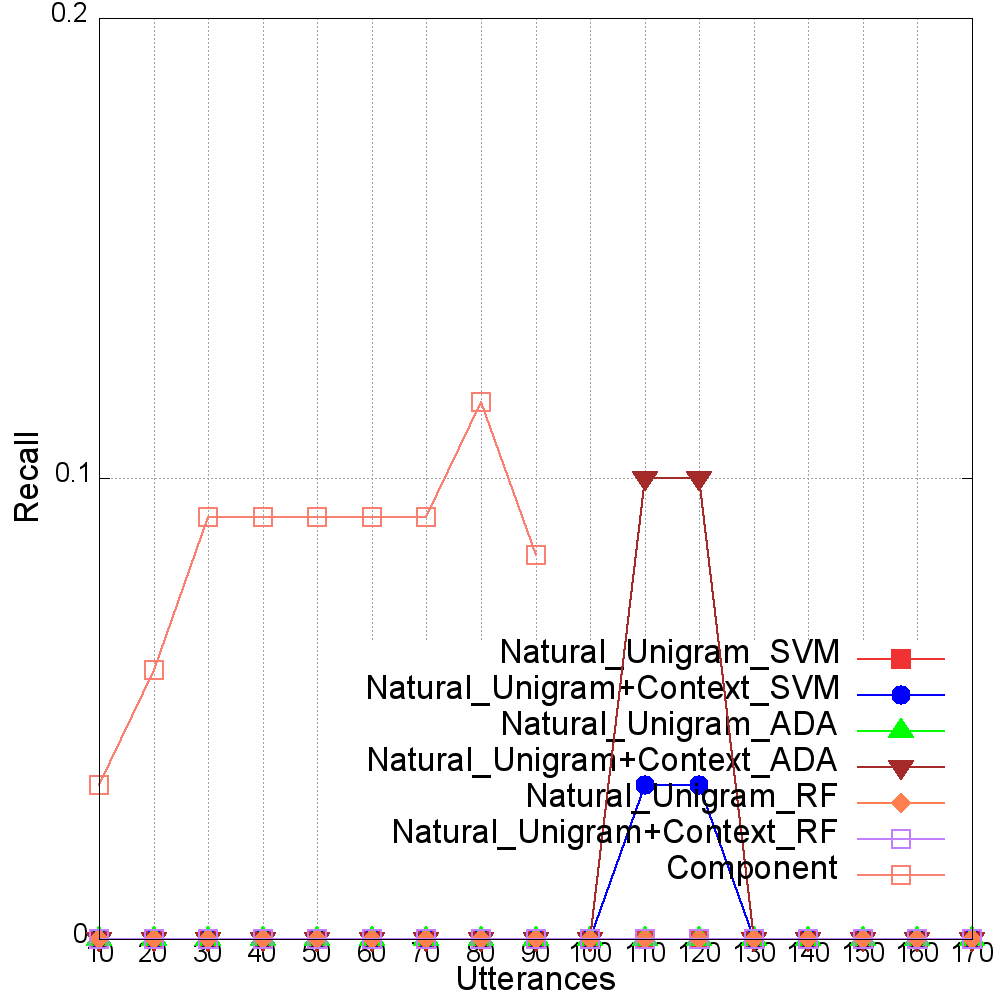 0.2
0.1
0
Recall
Natural_Unigram_SVM
Natural_Unigram+Context_SVM
Natural_Unigram_ADA
Natural_Unigram+Context_ADA
Natural_Unigram_RF
Natural_Unigram+Context_RF
Component
10 20 30 40 50 60 70 80 90 100 110 120 130 140 150 160 170
Utterances